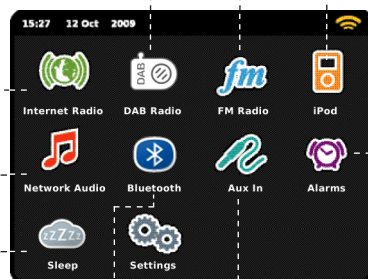 15:27 12 Oct 2009
DAB
fm
Internet Radio DAB Radio FM Radio iPod
Network Audio Bluetooth Aux In Alarms
zZZz
Sleep Settings